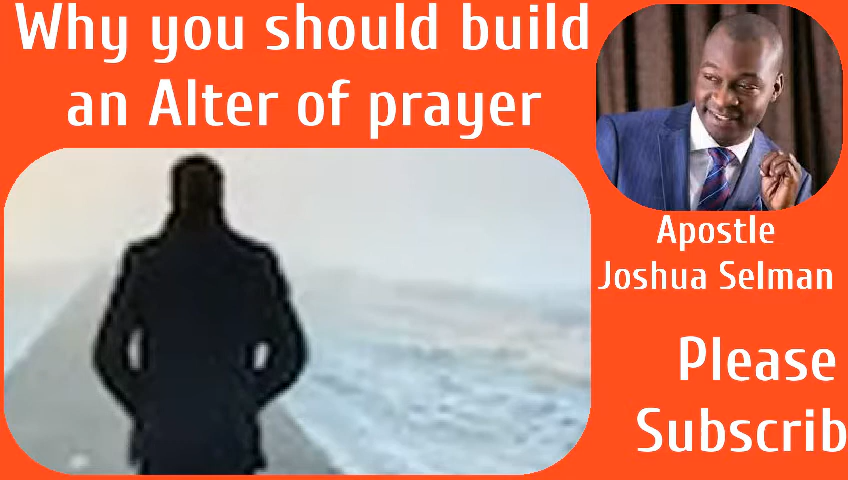 Why you should build
an Alter of prayer
Apostle
Joshua Selman
Please
Subscrib